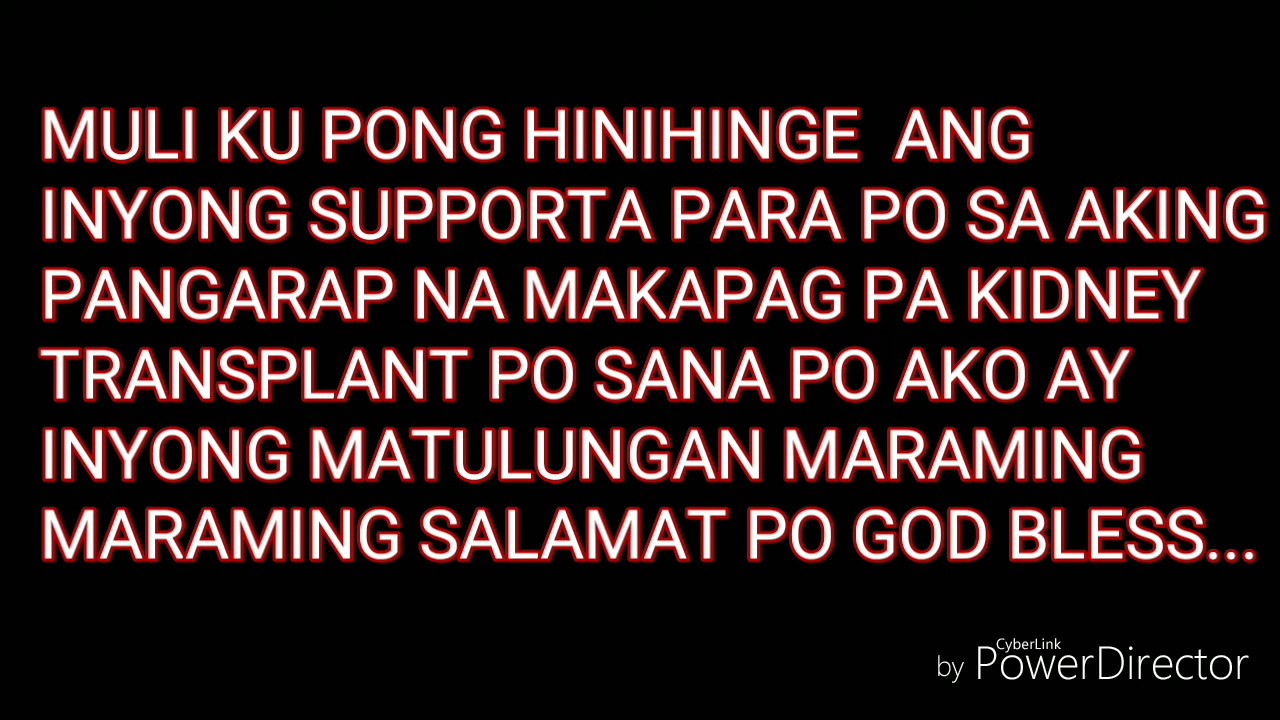 MULI KU PONG HINIHINGE ANG
INYONG SUPPORTA PARA PO SA AKING
PANGARAP NA MAKAPAG PA KIDNEY
TRANSPLANT PO SANA PO AKO AY
INYONG MATULUNGAN MARAMING
MARAMING SALAMAT PO GOD BLESS...
CyberLink
by PowerDirector